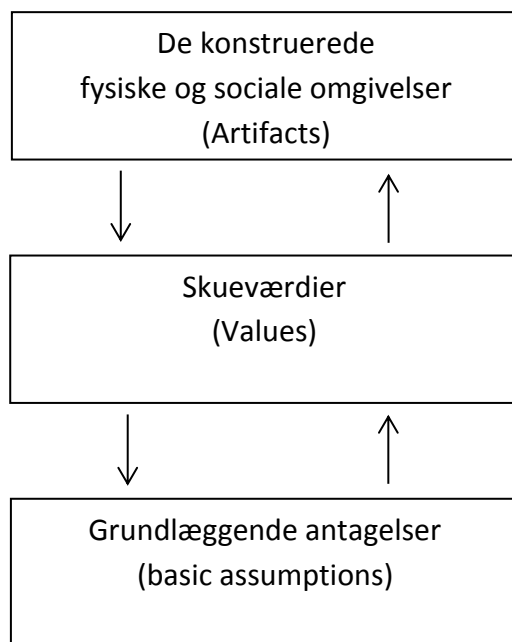 De konstruerede
fysiske og sociale omgivelser
(Artifacts)
Skueværdier
(Values)
Grundlæggende antagelser
(basic assumptions)